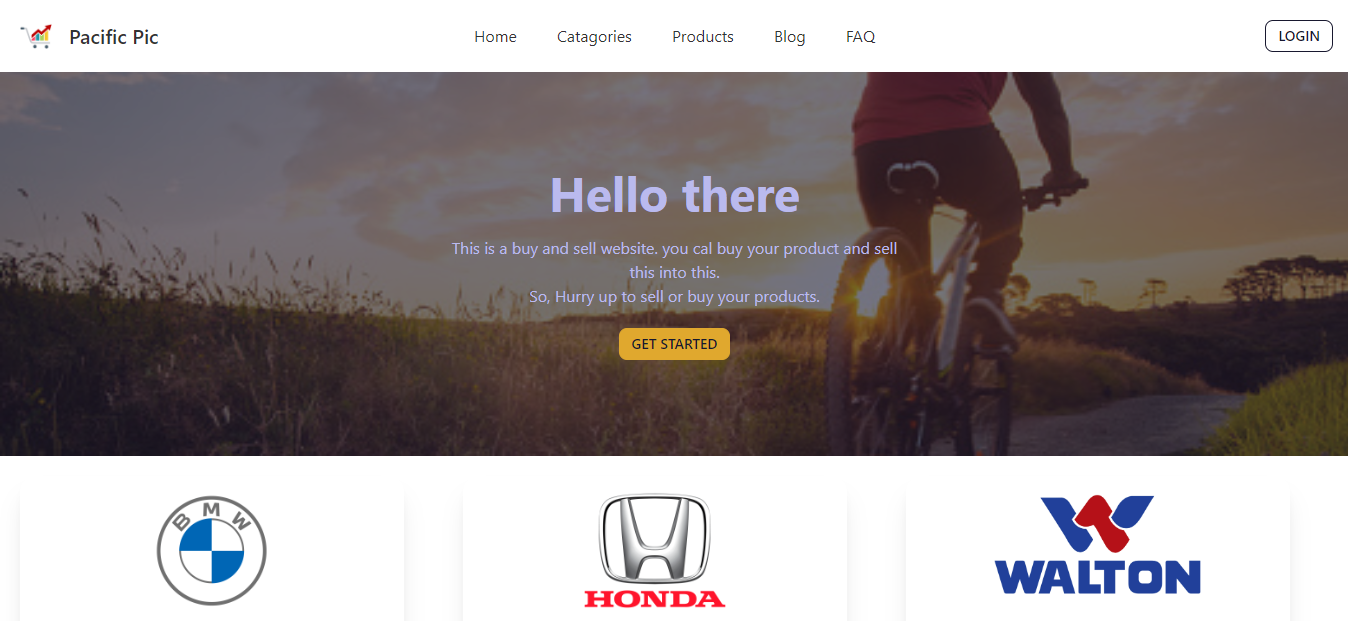 Pacific Pic
Home Catagories Products Blog FAQ
LOGIN
Hello there
This is a buy and sell website. you cal buy your product and sell
this into this.
So, Hurry up to sell or buy your products.
GET STARTED
BMW
HONDA
WALTON